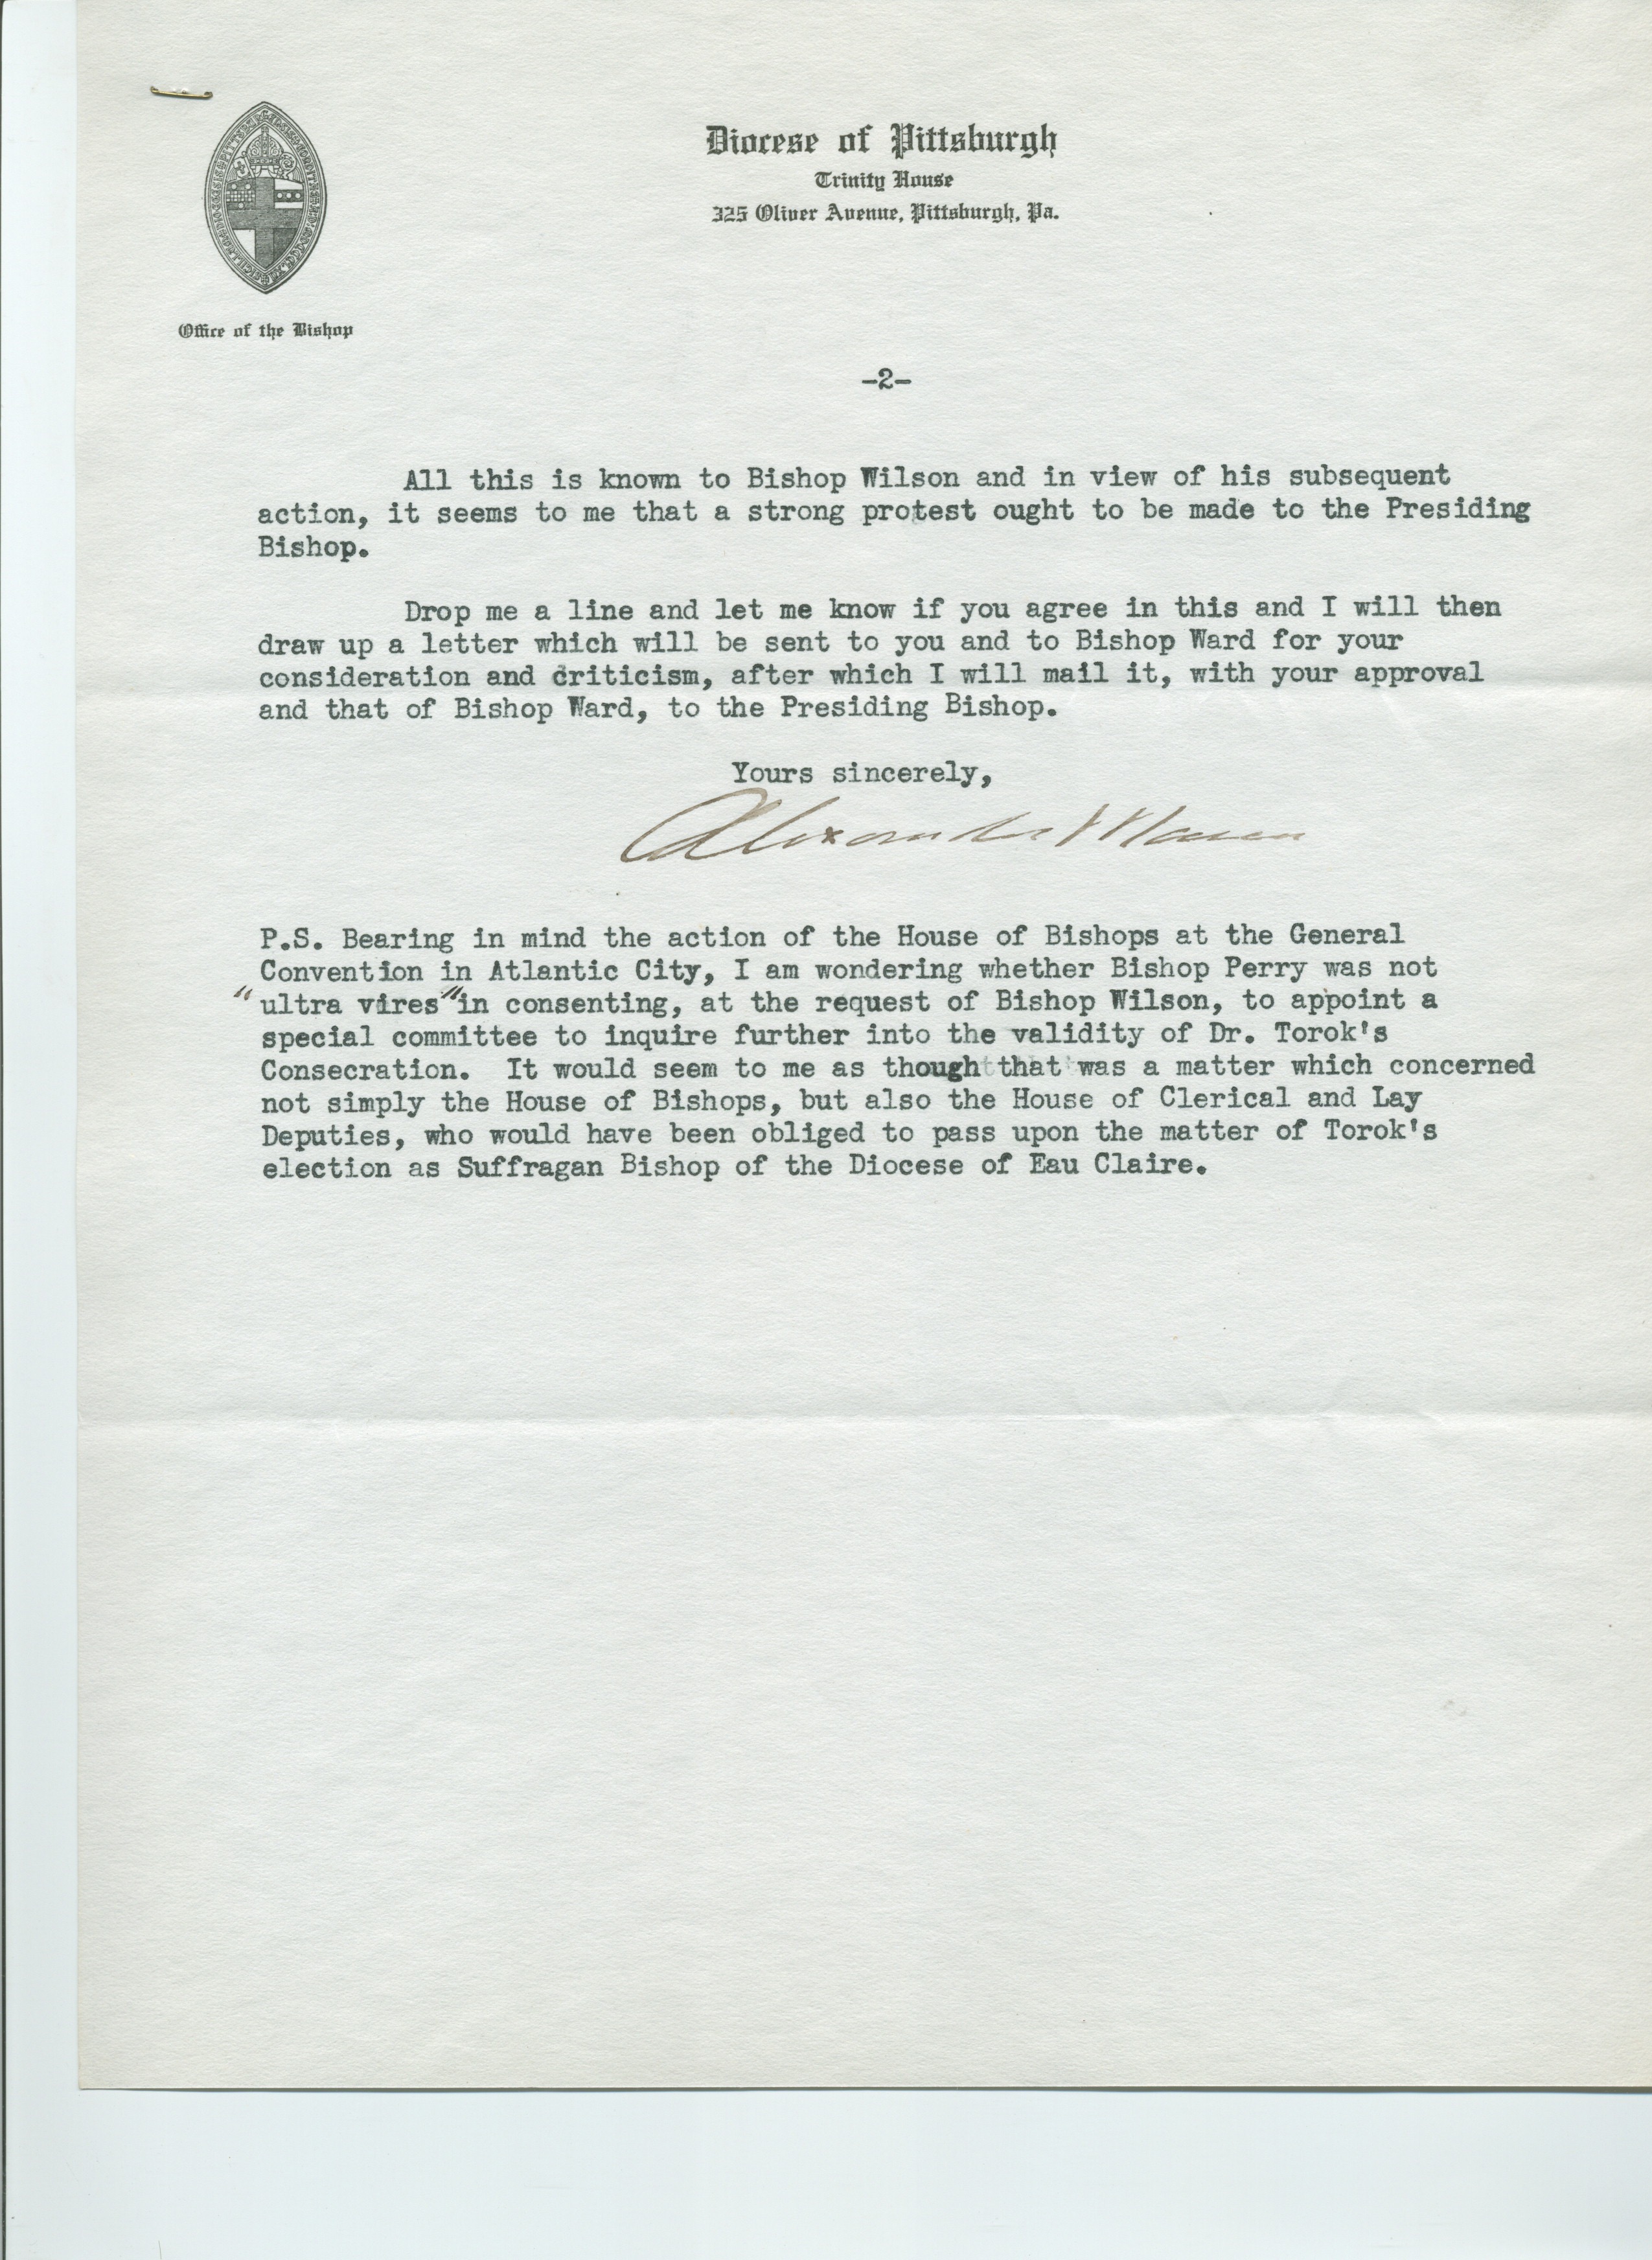 Diocese of Pittsburgh
Trinity House
325 Oliver Avenue, Pittsburgh, Pa.
Office of the Bishop
-2-
All this is known to Bishop Wilson and in view of his subsequent
action, it seems to me that a strong protest ought to be made to the Presiding
Bishop.
Drop me a line and let me know if you agree in this and I will then
draw up a letter which will be sent to you and to Bishop Ward for your
consideration and criticism, after which I will mail it, with your approval
and that of Bishop Ward, to the Presiding Bishop.
Yours sincerely,
Alexander Mann
P.S. Bearing in mind the action of the House of Bishops at the General
Convention in Atlantic City, I am wondering whether Bishop Perry was not
"ultra vires" in consenting, at the request of Bishop Wilson, to appoint a
special committee to inquire further into the validity of Dr. Torok's
Consecration. It would seem to me as though that was a matter which concerned
not simply the House of Bishops, but also the House of Clerical and Lay
Deputies, who would have been obliged to pass upon the matter of Torok's
election as Suffragan Bishop of the Diocese of Eau Claire.